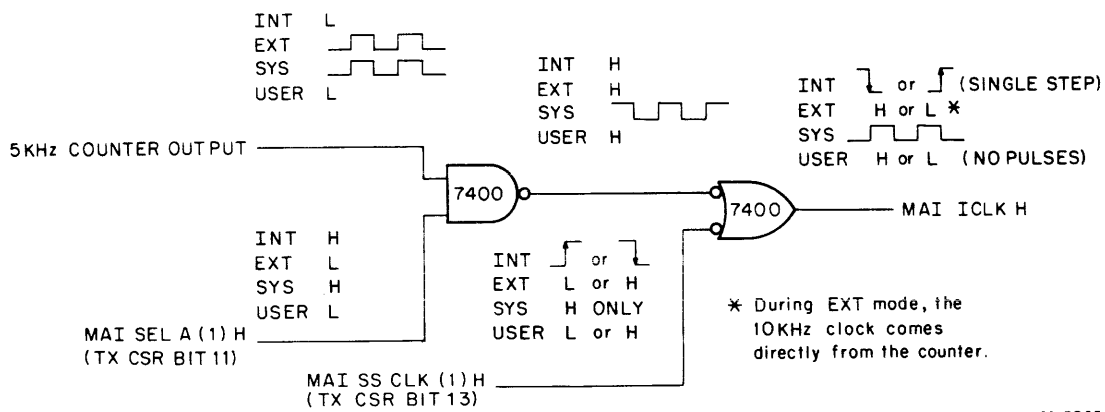 INT L
EXT
SYS
USER L
INT H
EXT H
SYS
USER H
INT or (SINGLE STEP)
EXT H or L *
SYS
USER H or L (NO PULSES)
5KHz COUNTER OUTPUT
7400
7400
MAI ICLK H
INT H
EXT L
SYS H
USER L
INT or
EXT L or H
SYS H ONLY
USER L or H
* During EXT mode, the
10KHz clock comes
directly from the counter.
MAI SEL A (1) H
(TX CSR BIT 11)
MAI SS CLK (1) H
(TX CSR BIT 13)